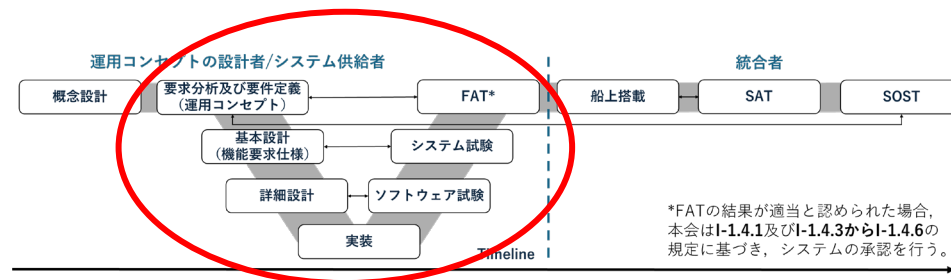 運用コンセプトの設計者/システム供給者
統合者
概念設計
要求分析及び要件定義
(運用コンセプト)
FAT*
船上搭載
SAT
SOST
基本設計
(機能要求仕様)
システム試験
詳細設計
ソフトウェア試験
実装
Timeline
*FATの結果が適当と認められた場合,
本会はI-1.4.1及びI-1.4.3からI-1.4.6の
規定に基づき,システムの承認を行う。